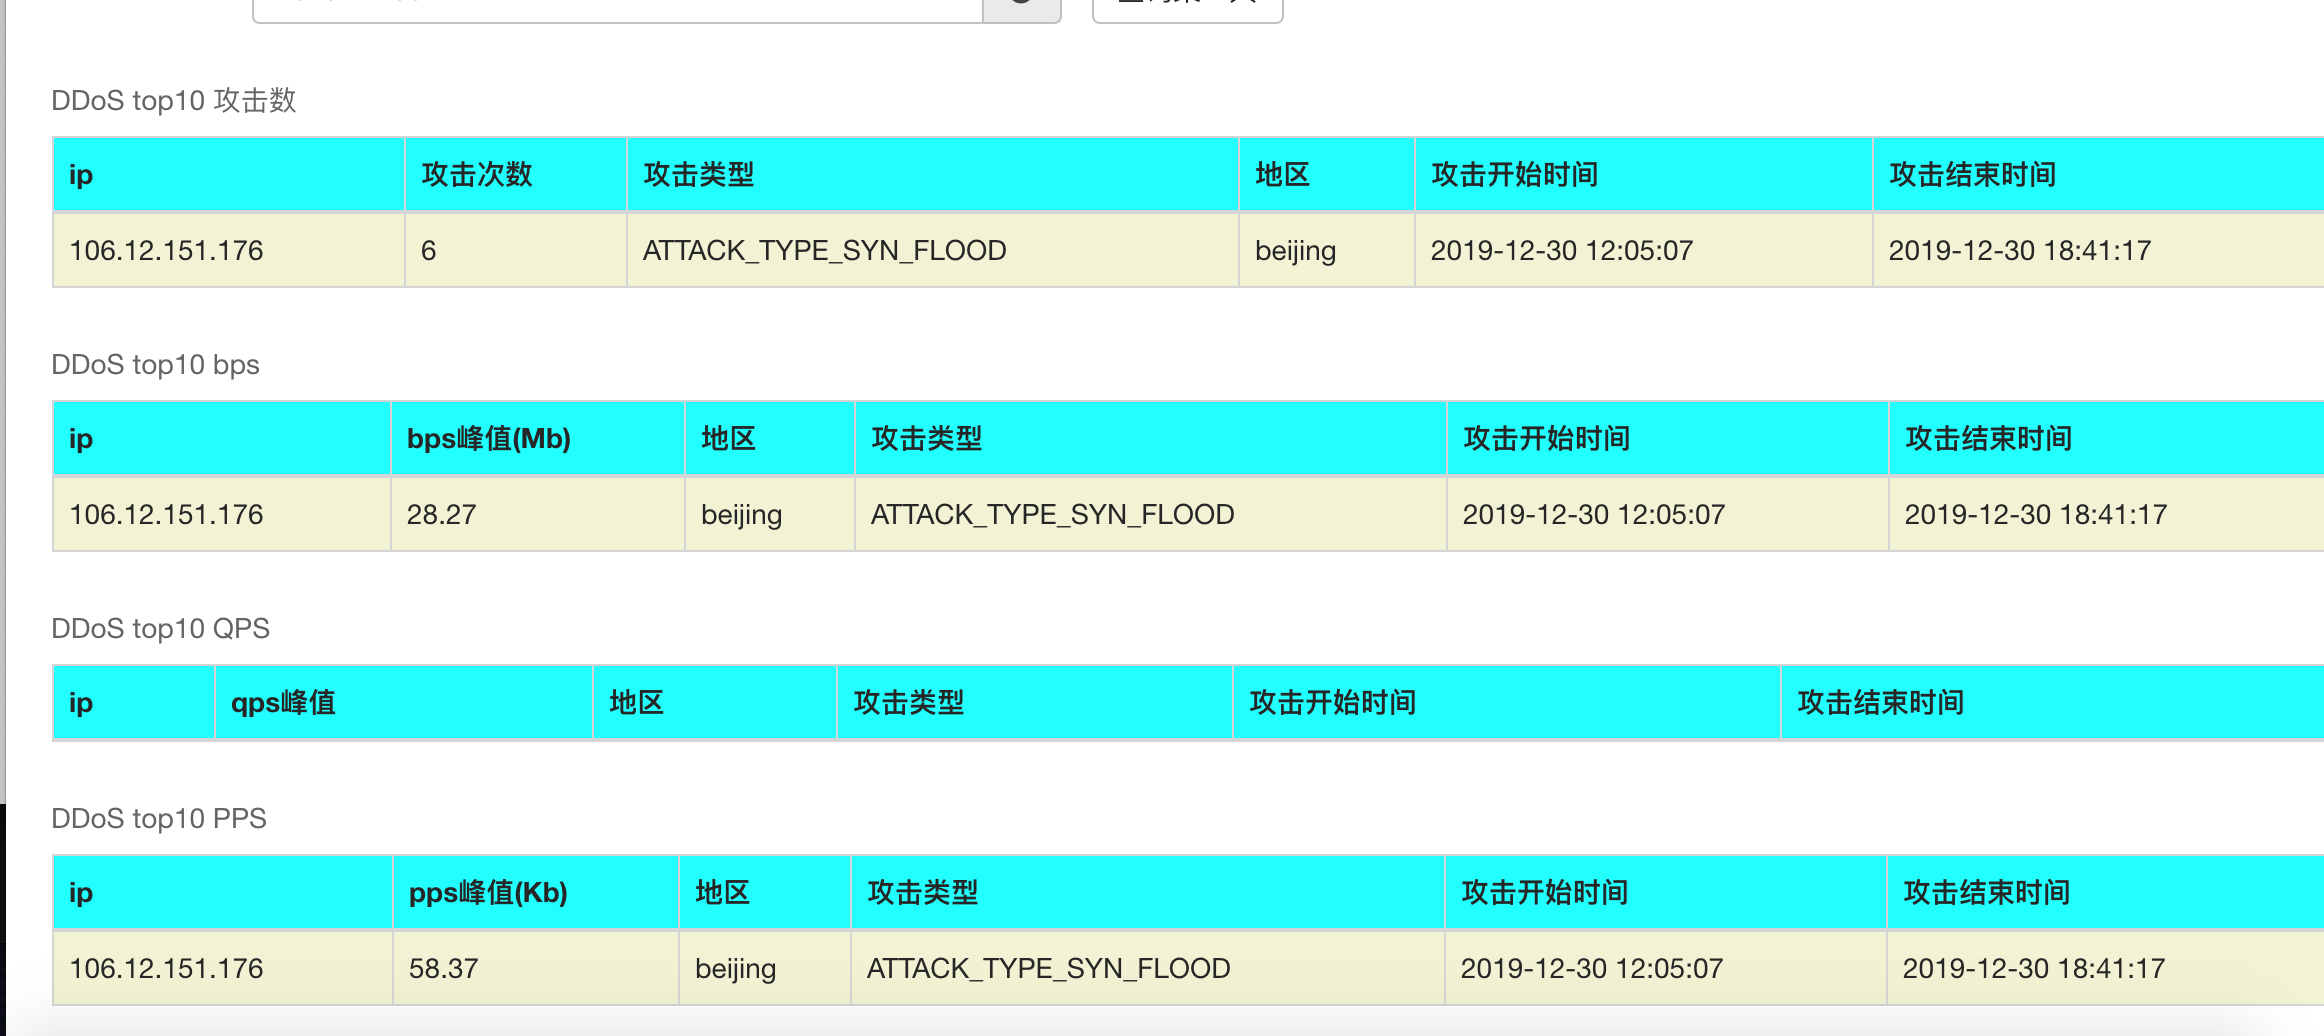 DDoS top10 攻击数
ip 攻击次数 攻击类型 地区 攻击开始时间 攻击结束时间
106.12.151.176 6 ATTACK_TYPE_SYN_FLOOD beijing 2019-12-30 12:05:07 2019-12-30 18:41:17
DDoS top10 bps
ip bps峰值(Mb) 地区 攻击类型 攻击开始时间 攻击结束时间
106.12.151.176 28.27 beijing ATTACK_TYPE_SYN_FLOOD 2019-12-30 12:05:07 2019-12-30 18:41:17
DDoS top10 QPS
ip qps峰值 地区 攻击类型 攻击开始时间 攻击结束时间
DDoS top10 PPS
ip pps峰值(Kb) 地区 攻击类型 攻击开始时间 攻击结束时间
106.12.151.176 58.37 beijing ATTACK_TYPE_SYN_FLOOD 2019-12-30 12:05:07 2019-12-30 18:41:17